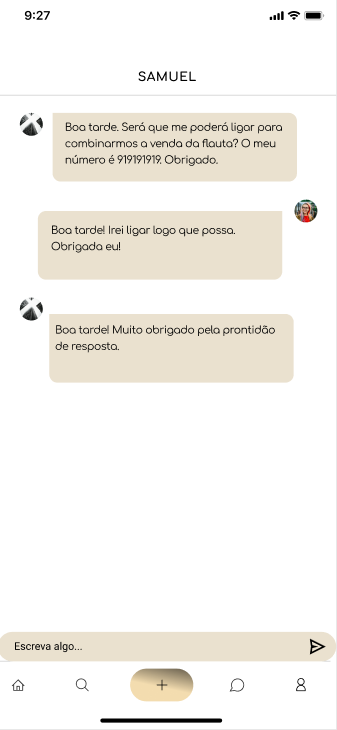 9:27
SAMUEL
Boa tarde. Será que me poderá ligar para
combinarmos a venda da flauta? O meu
número é 919191919. Obrigado.
Boa tarde! Irei ligar logo que possa.
Obrigada eu!
Boa tarde! Muito obrigado pela prontidão
de resposta.
Escreva algo...